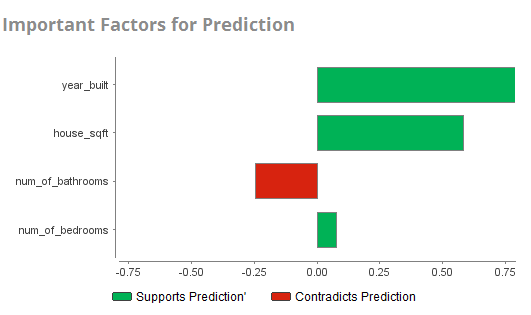 Important Factors for Prediction
year_built
house_sqft
num_of_bathrooms
num_of_bedrooms
-0.75 -0.50 -0.25 0.00 0.25 0.50 0.75
Supports Prediction' Contradicts Prediction